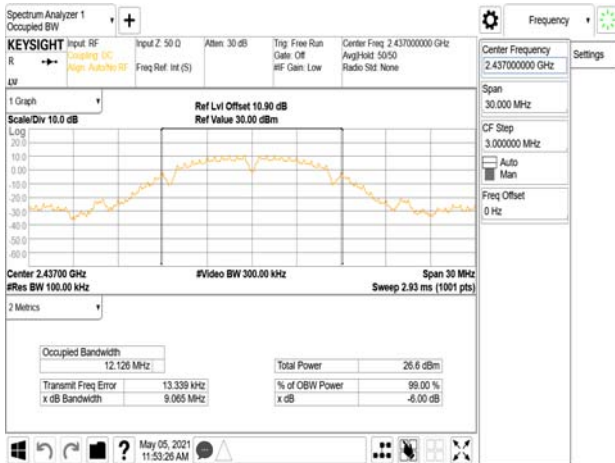 Spectrum Analyzer 1
Occupied BW
+
Frequency
KEYSIGHT
R
LV
Input: RF
Coupling: DC
Align: Auto/No RF
Input Z: 50 Ω
Freq Ref: Int (S)
Atten: 30 dB
Trig: Free Run
Gate: Off
#IF Gain: Low
Center Freq: 2.437000000 GHz
Avg|Hold: 50/50
Radio Std: None
Center Frequency
2.437000000 GHz
Settings
Span
30.000 MHz
CF Step
3.000000 MHz
Auto
Man
Freq Offset
0 Hz
1 Graph
Scale/Div 10.0 dB
Ref Lvl Offset 10.90 dB
Ref Value 30.00 dBm
Log
20.0
10.0
0.00
-10.0
-20.0
-30.0
-40.0
-50.0
-60.0
Center 2.43700 GHz
#Res BW 100.00 kHz
#Video BW 300.00 kHz
Span 30 MHz
Sweep 2.93 ms (1001 pts)
2 Metrics
Occupied Bandwidth
12.126 MHz
Total Power 26.6 dBm
Transmit Freq Error 13.339 kHz
% of OBW Power 99.00 %
x dB Bandwidth 9.065 MHz
x dB -6.00 dB
?
May 05, 2021
11:53:26 AM